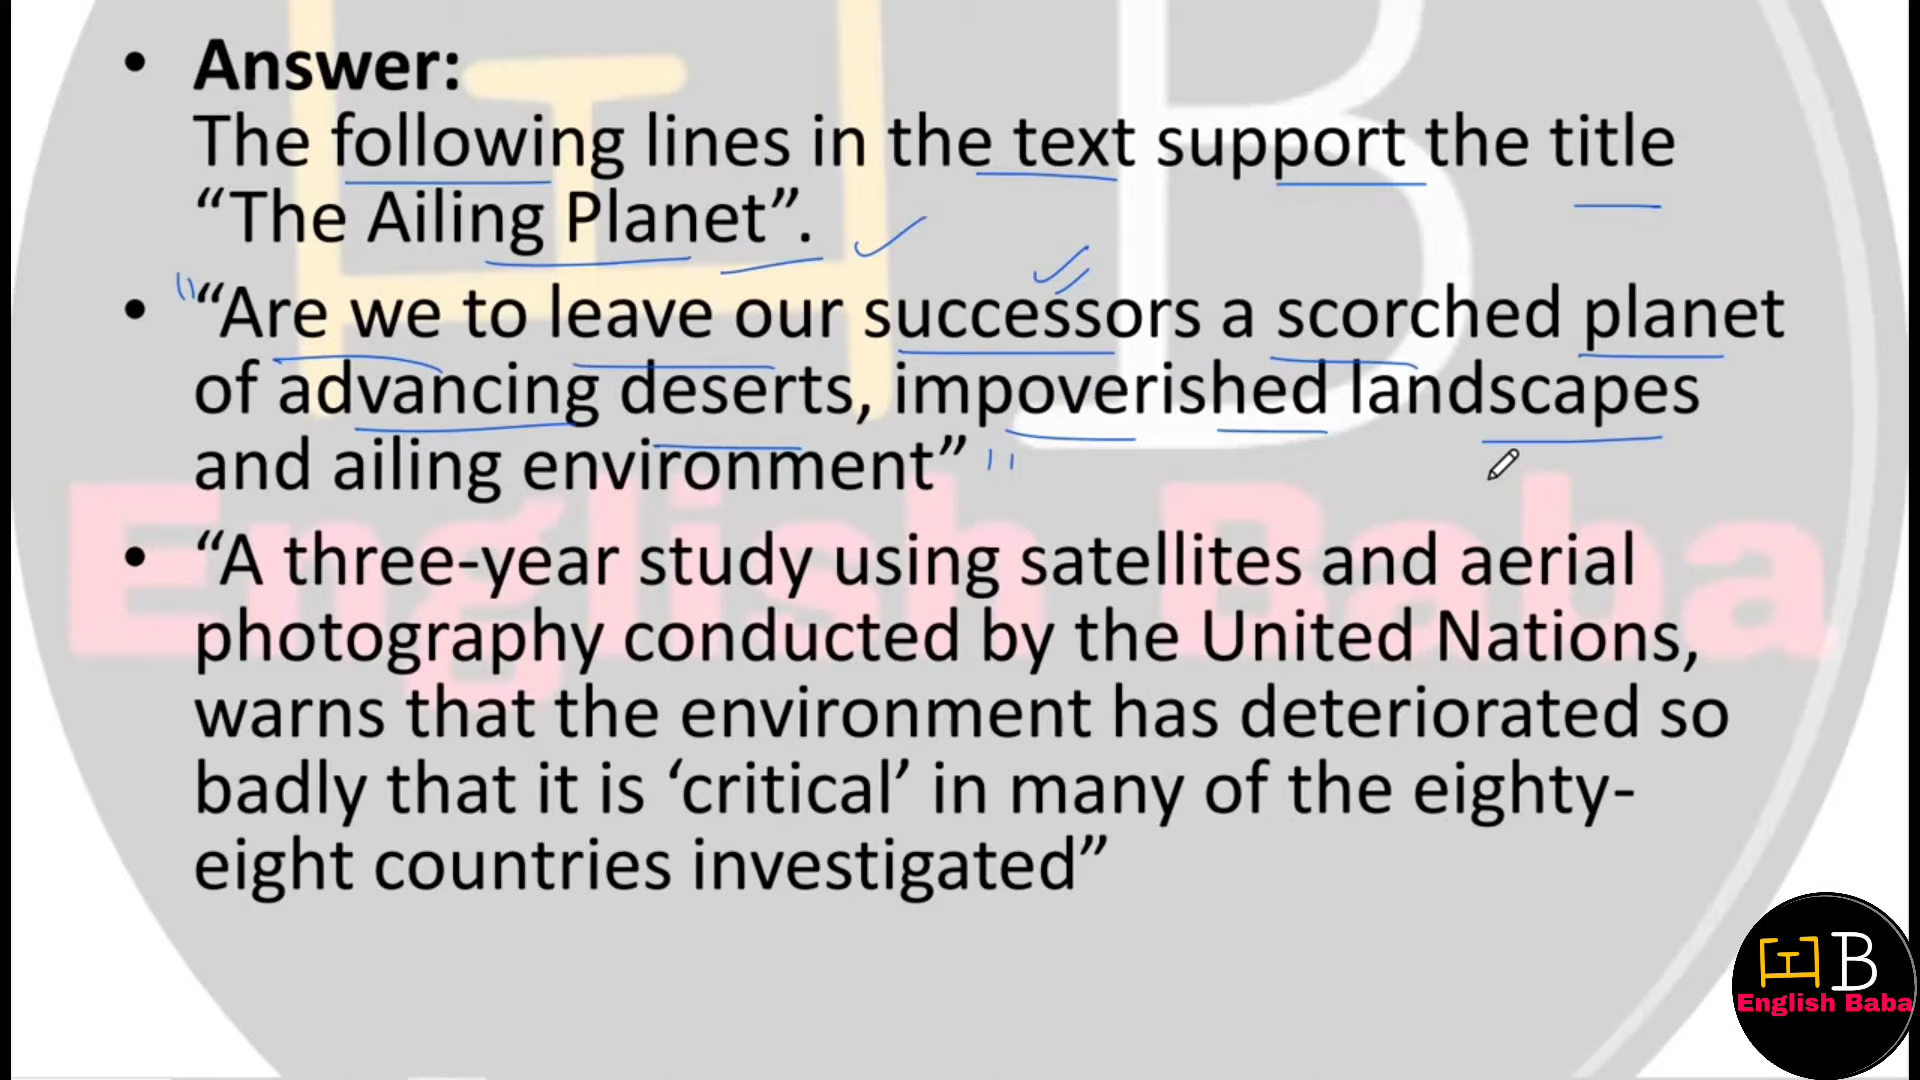 • Answer:
The following lines in the text support the title
“The Ailing Planet”.
• “Are we to leave our successors a scorched planet
of advancing deserts, impoverished landscapes
and ailing environment”
• “A three-year study using satellites and aerial
photography conducted by the United Nations,
warns that the environment has deteriorated so
badly that it is ‘critical’ in many of the eighty-
eight countries investigated”
English Baba
B
English Baba